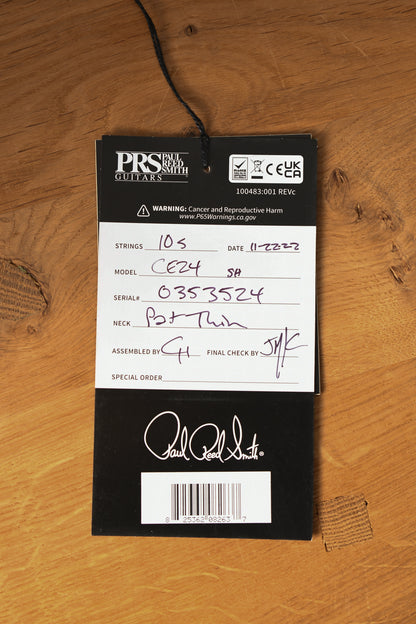 PRS PAUL REED SMITH
GUITARS
CE UK CA
100483:001 REVc
WARNING: Cancer and Reproductive Harm
www.P65Warnings.ca.gov
STRINGS 10s DATE 11-22-22
MODEL CE24 SH
SERIAL# 0353524
NECK Pat Thin
ASSEMBLED BY FINAL CHECK BY
SPECIAL ORDER
Paul Reed Smith®
8 25362 08263 7